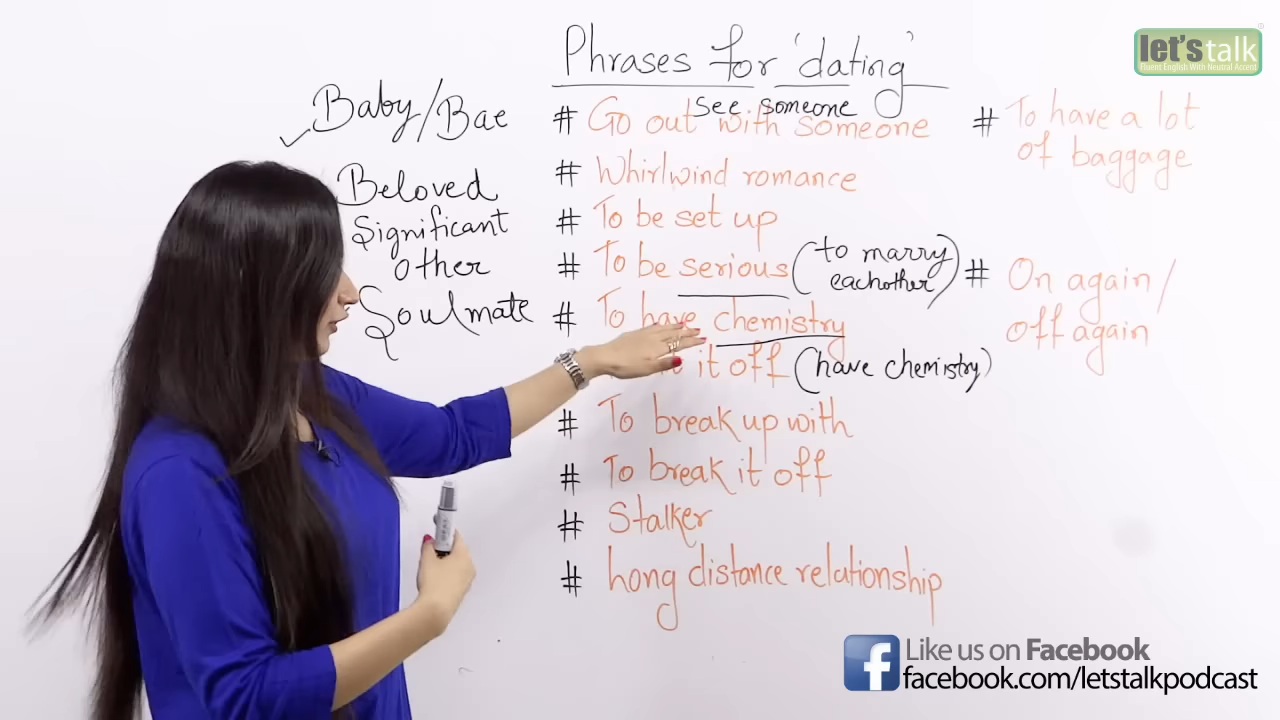 Phrases for 'dating'
see someone
# Go out with someone
# Whirlwind romance
# To be set up
# To be serious (to marry
eachother)
# To have chemistry
it off (have chemistry)
# To break up with
# To break it off
# Stalker
# Long distance relationship
# To have a lot
of baggage
# On again /
off again
Baby/Bae
Beloved
Significant
Other
Soulmate
let's talk
Fluent English With Neutral Accent
Like us on Facebook
facebook.com/letstalkpodcast